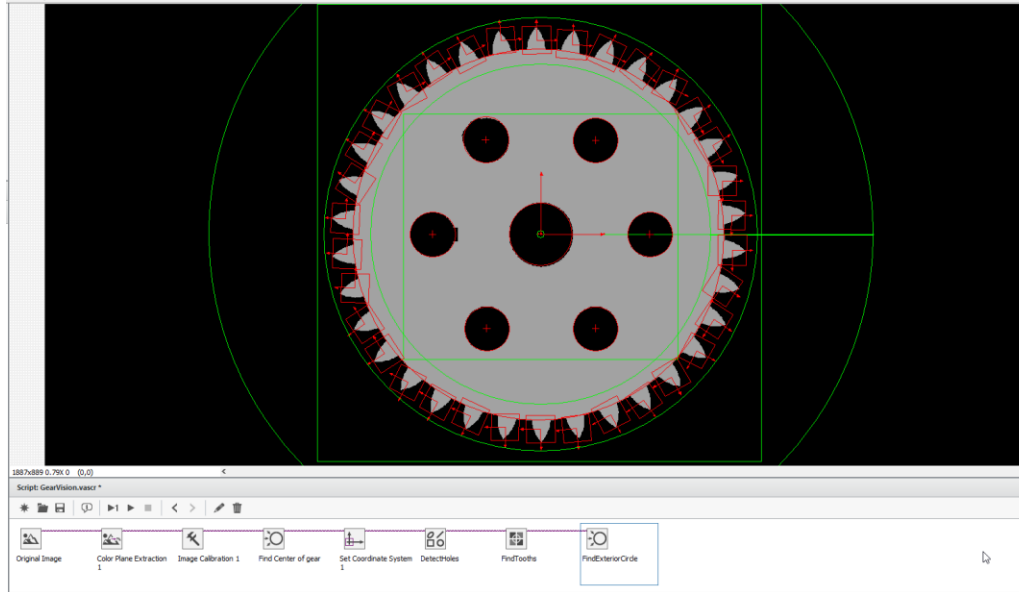 1887x889 0.79X 0 (0,0)
Script: GearVision.vascr *
Original Image
Color Plane Extraction
1
Image Calibration 1
Find Center of gear
Set Coordinate System
1
DetectHoles
FindTooths
FindExteriorCircle